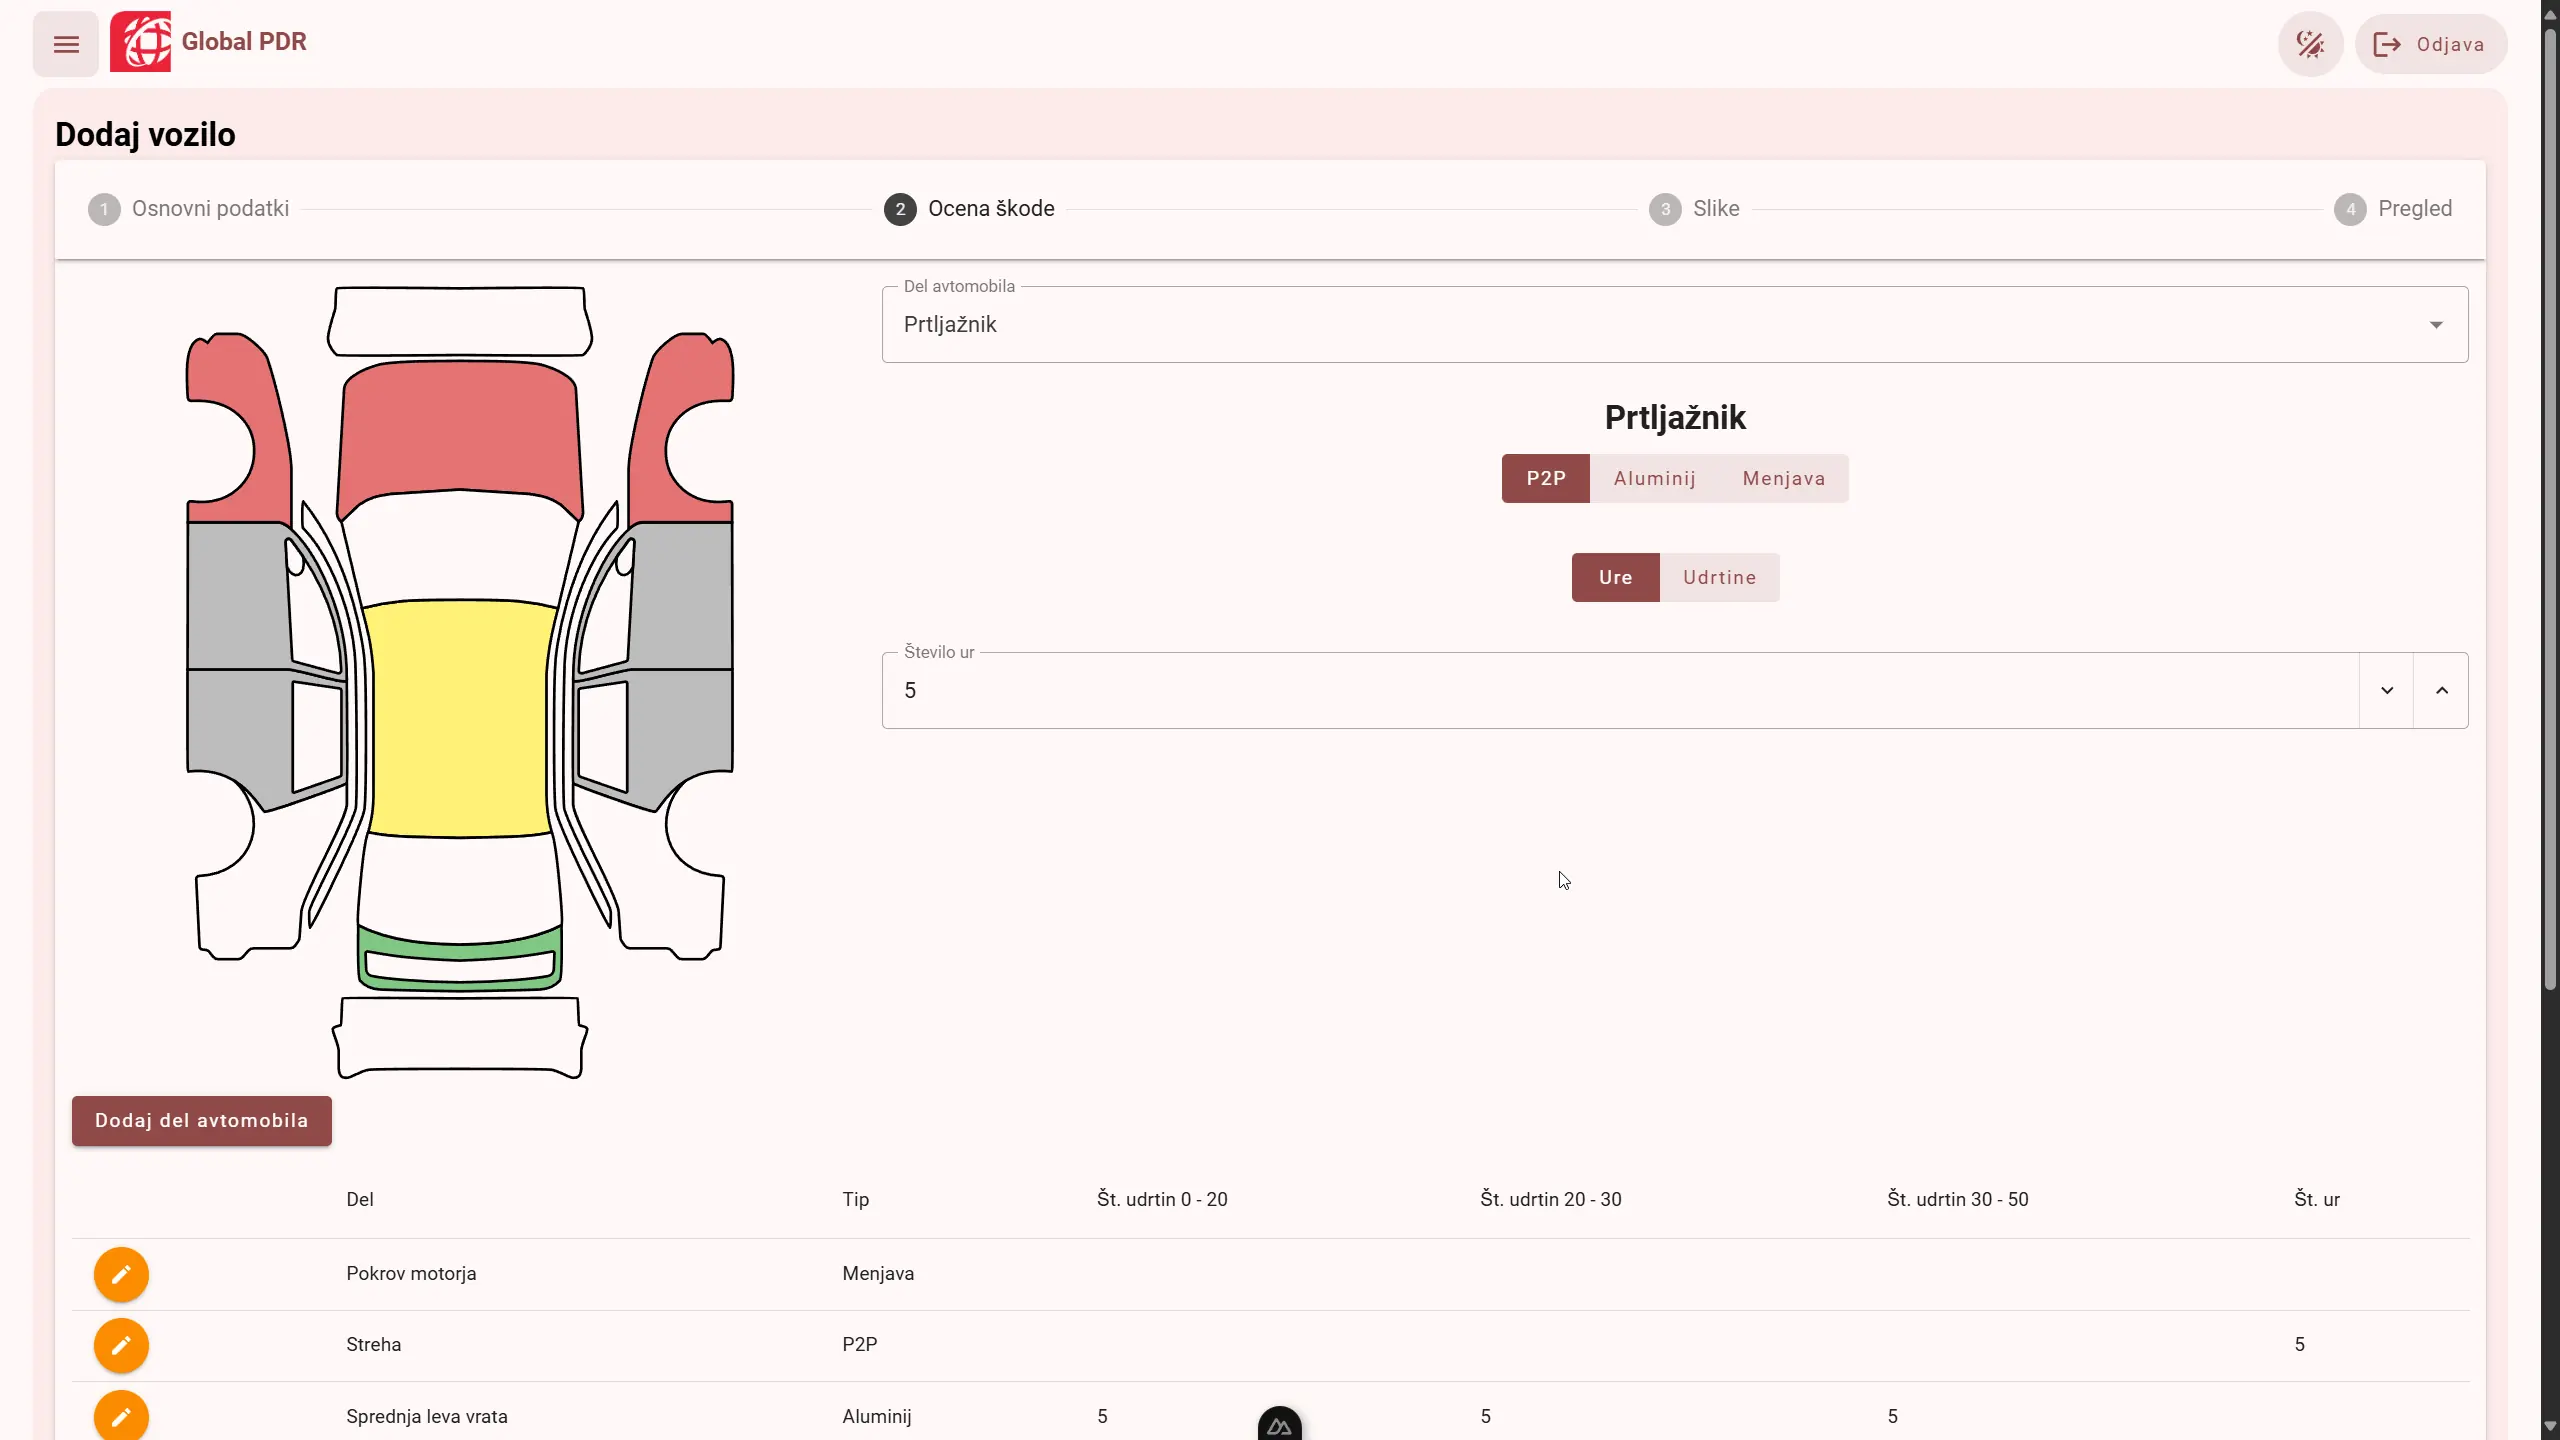 Global PDR
Odjava
Dodaj vozilo
1 Osnovni podatki
2 Ocena škode
3 Slike
4 Pregled
Del avtomobila
Prtljažnik
Prtljažnik
P2P Aluminij Menjava
Ure Udrtine
Število ur
5
Dodaj del avtomobila
Del Tip Št. udrtin 0 - 20 Št. udrtin 20 - 30 Št. udrtin 30 - 50 Št. ur
Pokrov motorja Menjava
Streha P2P 5
Sprednja leva vrata Aluminij 5 5 5